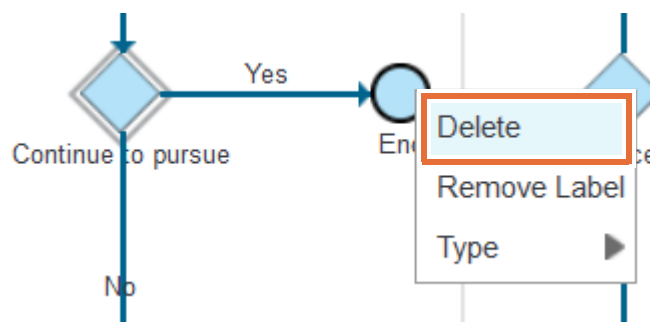 Yes
Delete
Continue to pursue
Remove Label
Type
No